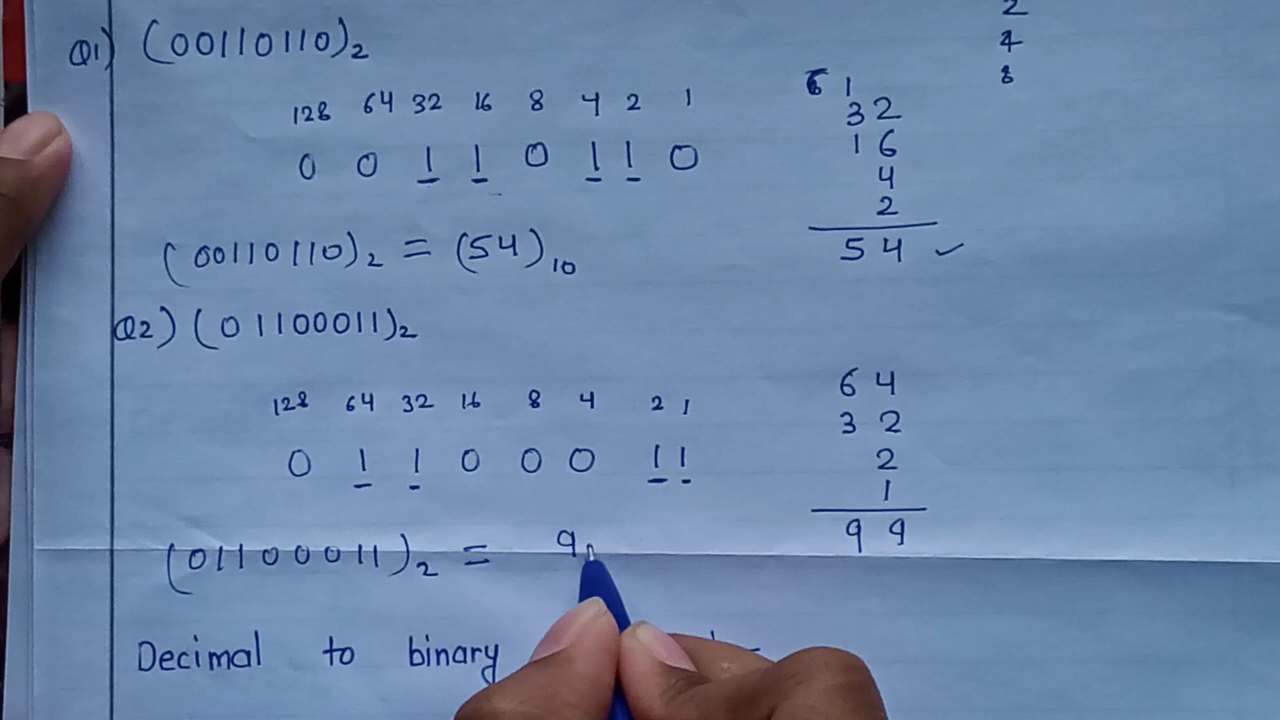 2
4
8
Q1) (00110110)₂
128 64 32 16 8 4 2 1
0 0 1 1 0 1 1 0
1
32
16
4
2
54 ✓
(00110110)₂ = (54)₁₀
Q2) (01100011)₂
128 64 32 16 8 4 2 1
0 1 1 0 0 0 1 1
64
32
2
1
99
(01100011)₂ = 9
Decimal to binary